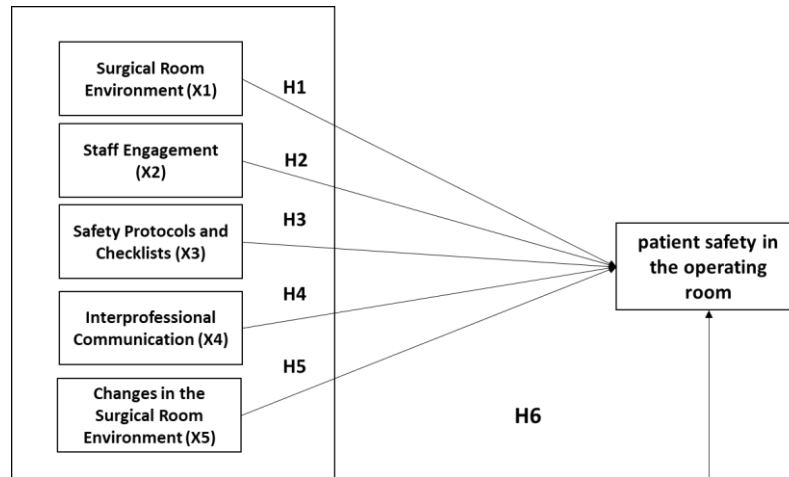 Surgical Room
Environment (X1)
H1
Staff Engagement
(X2)
H2
Safety Protocols and
Checklists (X3)
H3
patient safety in
the operating
room
Interprofessional
Communication (X4)
H4
Changes in the
Surgical Room
Environment (X5)
H5
H6